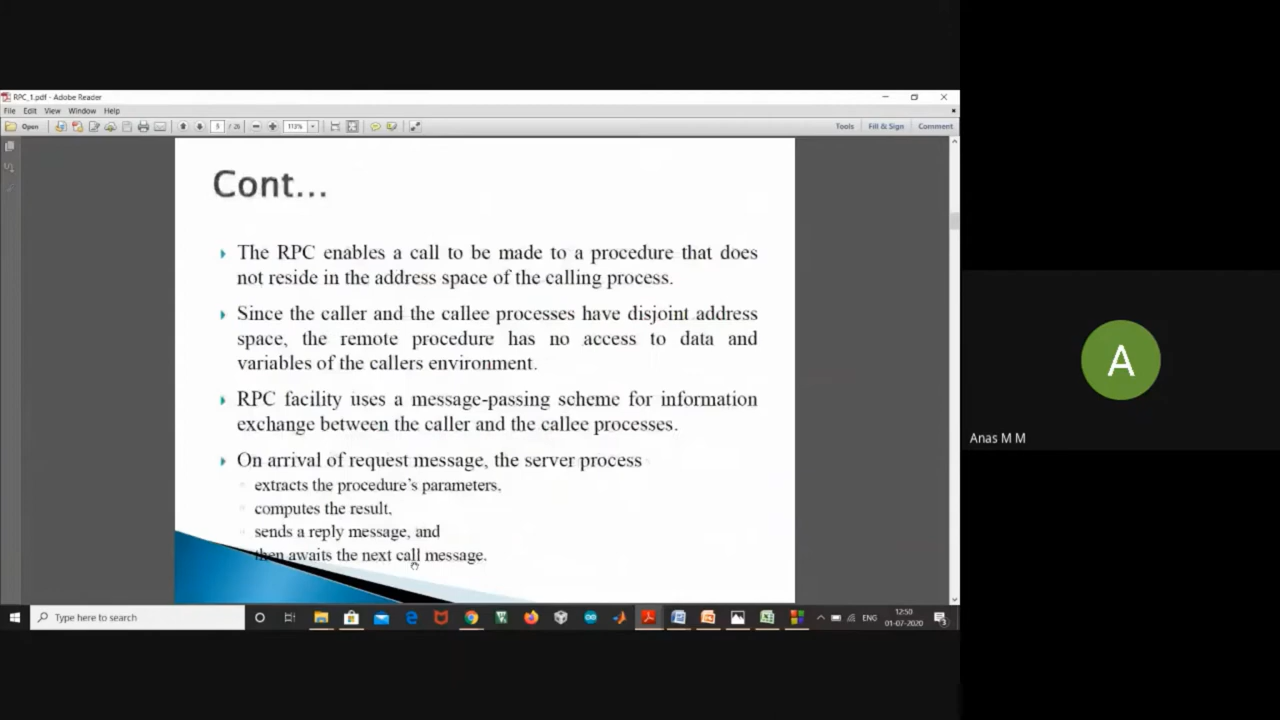 RPC_1.pdf - Adobe Reader
File Edit View Window Help
Open 5 / 25 113% Tools Fill & Sign Comment
Cont...
The RPC enables a call to be made to a procedure that does
not reside in the address space of the calling process.
Since the caller and the callee processes have disjoint address
space, the remote procedure has no access to data and
variables of the callers environment.
RPC facility uses a message-passing scheme for information
exchange between the caller and the callee processes.
On arrival of request message, the server process
extracts the procedure's parameters,
computes the result,
sends a reply message, and
then awaits the next call message.
A
Anas M M
Type here to search
ENG
12:50
01-07-2020